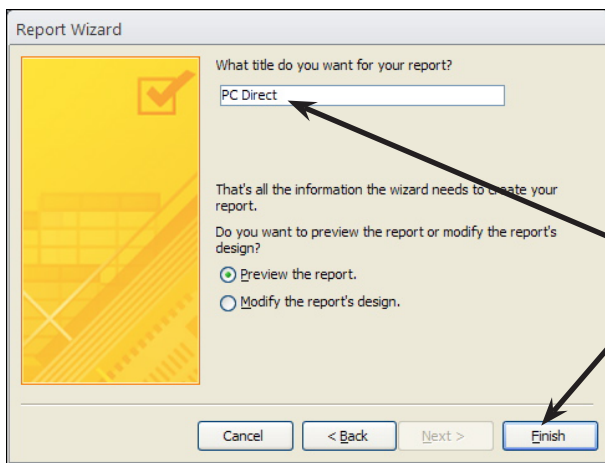 Report Wizard
What title do you want for your report?
PC Direct
That's all the information the wizard needs to create your
report.
Do you want to preview the report or modify the report's
design?
Preview the report.
Modify the report's design.
Cancel
< Back
Next >
Finish